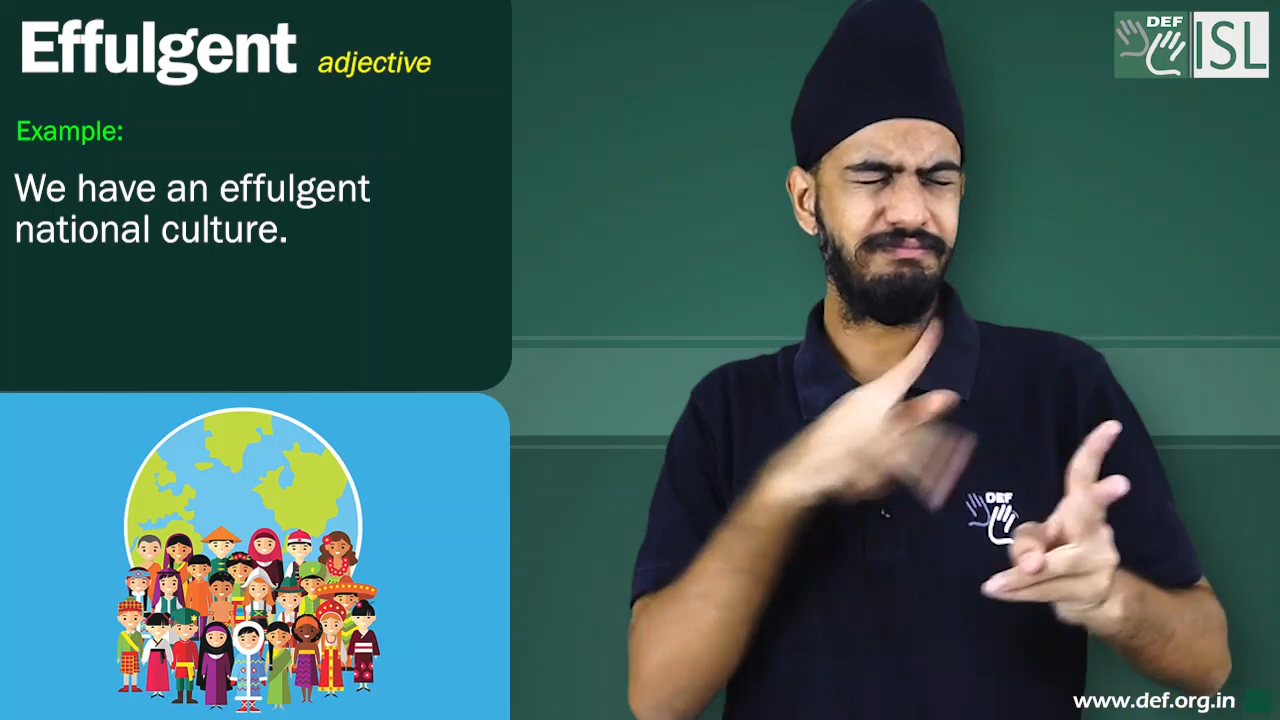 Effulgent adjective
Example:
We have an effulgent
national culture.
DEF
ISL
DEF
www.def.org.in